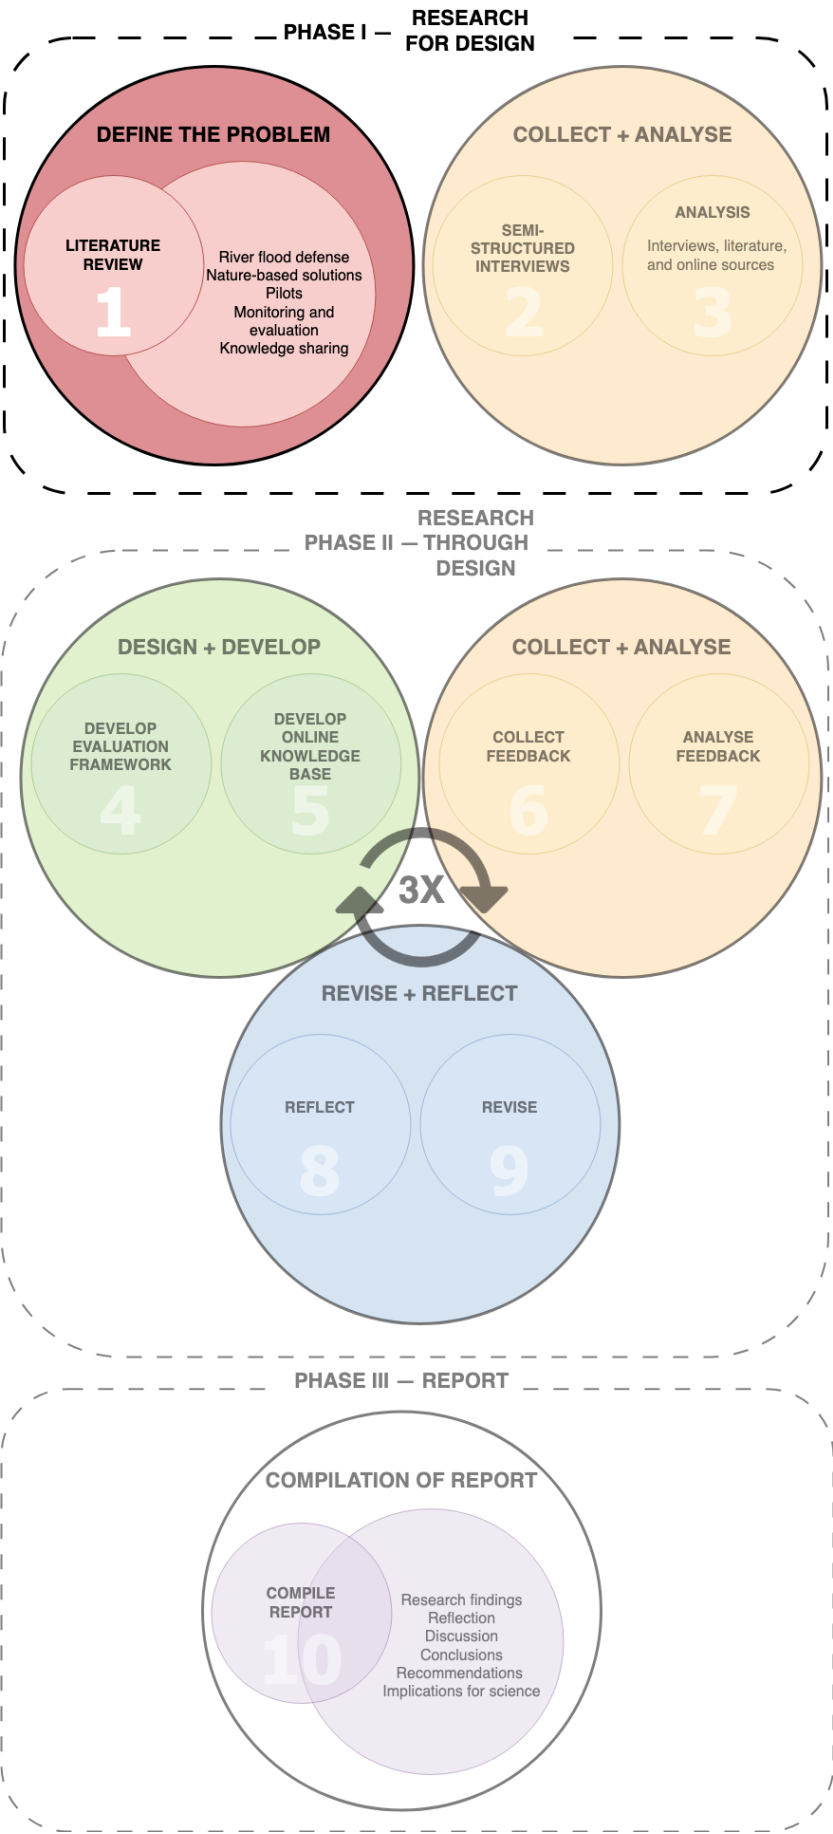 PHASE I — RESEARCH
FOR DESIGN
DEFINE THE PROBLEM
LITERATURE
REVIEW
1
River flood defense
Nature-based solutions
Pilots
Monitoring and
evaluation
Knowledge sharing
COLLECT + ANALYSE
SEMI-
STRUCTURED
INTERVIEWS
2
ANALYSIS
Interviews, literature,
and online sources
3
RESEARCH
PHASE II — THROUGH
DESIGN
DESIGN + DEVELOP
DEVELOP
EVALUATION
FRAMEWORK
4
DEVELOP
ONLINE
KNOWLEDGE
BASE
5
COLLECT + ANALYSE
COLLECT
FEEDBACK
6
ANALYSE
FEEDBACK
7
3X
REVISE + REFLECT
REFLECT
8
REVISE
9
PHASE III — REPORT
COMPILATION OF REPORT
COMPILE
REPORT
10
Research findings
Reflection
Discussion
Conclusions
Recommendations
Implications for science